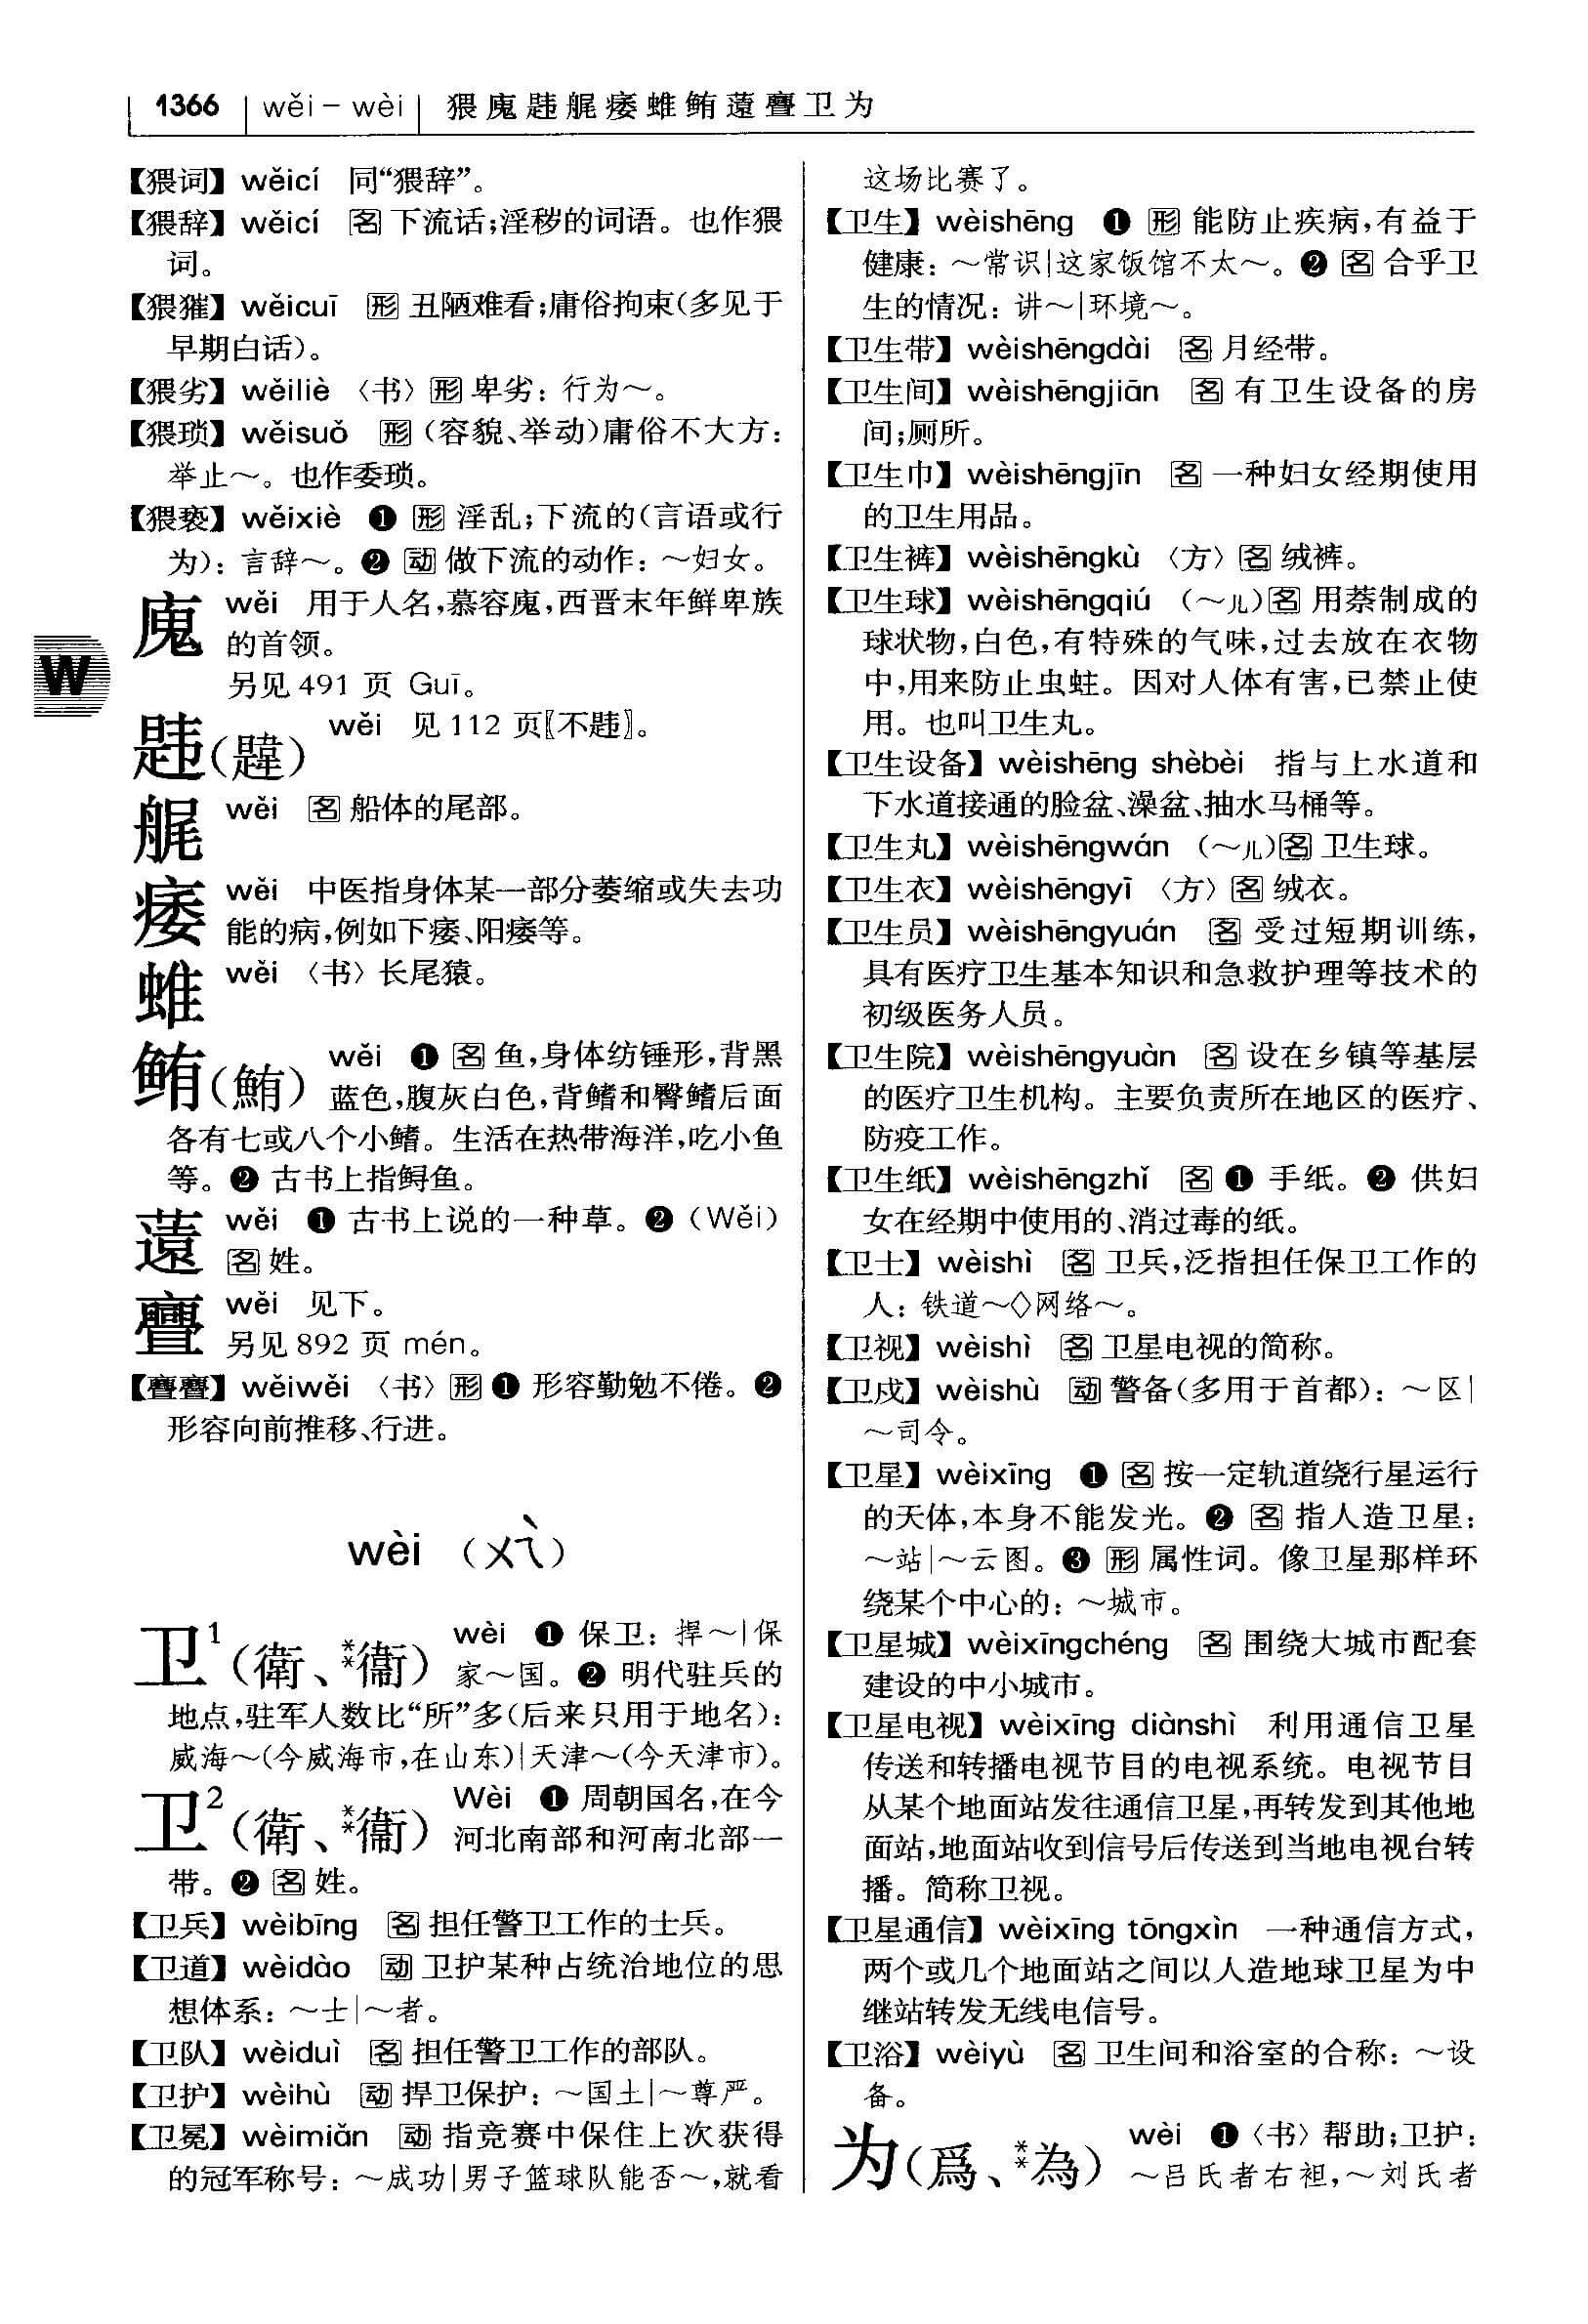 1366 wěi－wèi 猥廆韪艉痿蜼鲔薳亹卫为
【猥词】wěicí 同“猥辞”。
【猥辞】wěicí 名 下流话;淫秽的词语。也作猥
词。
【猥獕】wěicuī 形 丑陋难看;庸俗拘束(多见于
早期白话)。
【猥劣】wěiliè 〈书〉形 卑劣：行为～。
【猥琐】wěisuǒ 形 (容貌、举动)庸俗不大方：
举止～。也作委琐。
【猥亵】wěixiè ❶ 形 淫乱;下流的(言语或行
为)：言辞～。❷ 动 做下流的动作：～妇女。
廆 wěi 用于人名,慕容廆,西晋末年鲜卑族
的首领。
另见491 页 Guī。
韪(韙) wěi 见112 页〖不韪〗。
艉 wěi 名 船体的尾部。
痿 wěi 中医指身体某一部分萎缩或失去功
能的病,例如下痿、阳痿等。
蜼 wěi 〈书〉长尾猿。
鲔(鮪) wěi ❶ 名 鱼,身体纺锤形,背黑
蓝色,腹灰白色,背鳍和臀鳍后面
各有七或八个小鳍。生活在热带海洋,吃小鱼
等。❷ 古书上指鲟鱼。
薳 wěi ❶ 古书上说的一种草。❷ (Wěi)
名 姓。
亹 wěi 见下。
另见892 页 mén。
【亹亹】wěiwěi 〈书〉形 ❶ 形容勤勉不倦。❷
形容向前推移、行进。
wèi (ㄨㄟˋ)
卫¹(衛、**衞) wèi ❶ 保卫：捍～|保
家～国。❷ 明代驻兵的
地点,驻军人数比“所”多(后来只用于地名)：
威海～(今威海市,在山东)|天津～(今天津市)。
卫²(衛、**衞) Wèi ❶ 周朝国名,在今
河北南部和河南北部一
带。❷ 名 姓。
【卫兵】wèibīng 名 担任警卫工作的士兵。
【卫道】wèidào 动 卫护某种占统治地位的思
想体系：～士|～者。
【卫队】wèiduì 名 担任警卫工作的部队。
【卫护】wèihù 动 捍卫保护：～国土|～尊严。
【卫冕】wèimiǎn 动 指竞赛中保住上次获得
的冠军称号：～成功|男子篮球队能否～,就看
这场比赛了。
【卫生】wèishēng ❶ 形 能防止疾病,有益于
健康：～常识|这家饭馆不太～。❷ 名 合乎卫
生的情况：讲～|环境～。
【卫生带】wèishēngdài 名 月经带。
【卫生间】wèishēngjiān 名 有卫生设备的房
间;厕所。
【卫生巾】wèishēngjīn 名 一种妇女经期使用
的卫生用品。
【卫生裤】wèishēngkù 〈方〉名 绒裤。
【卫生球】wèishēngqiú (～儿)名 用萘制成的
球状物,白色,有特殊的气味,过去放在衣物
中,用来防止虫蛀。因对人体有害,已禁止使
用。也叫卫生丸。
【卫生设备】wèishēng shèbèi 指与上水道和
下水道接通的脸盆、澡盆、抽水马桶等。
【卫生丸】wèishēngwán (～儿)名 卫生球。
【卫生衣】wèishēngyī 〈方〉名 绒衣。
【卫生员】wèishēngyuán 名 受过短期训练,
具有医疗卫生基本知识和急救护理等技术的
初级医务人员。
【卫生院】wèishēngyuàn 名 设在乡镇等基层
的医疗卫生机构。主要负责所在地区的医疗、
防疫工作。
【卫生纸】wèishēngzhǐ 名 ❶ 手纸。❷ 供妇
女在经期中使用的、消过毒的纸。
【卫士】wèishì 名 卫兵,泛指担任保卫工作的
人：铁道～◇网络～。
【卫视】wèishì 名 卫星电视的简称。
【卫戍】wèishù 动 警备(多用于首都)：～区|
～司令。
【卫星】wèixīng ❶ 名 按一定轨道绕行星运行
的天体,本身不能发光。❷ 名 指人造卫星：
～站|～云图。❸ 形 属性词。像卫星那样环
绕某个中心的：～城市。
【卫星城】wèixīngchéng 名 围绕大城市配套
建设的中小城市。
【卫星电视】wèixīng diànshì 利用通信卫星
传送和转播电视节目的电视系统。电视节目
从某个地面站发往通信卫星,再转发到其他地
面站,地面站收到信号后传送到当地电视台转
播。简称卫视。
【卫星通信】wèixīng tōngxìn 一种通信方式,
两个或几个地面站之间以人造地球卫星为中
继站转发无线电信号。
【卫浴】wèiyù 名 卫生间和浴室的合称：～设
备。
为(爲、**為) wèi ❶〈书〉帮助;卫护：
～吕氏者右袒,～刘氏者
W